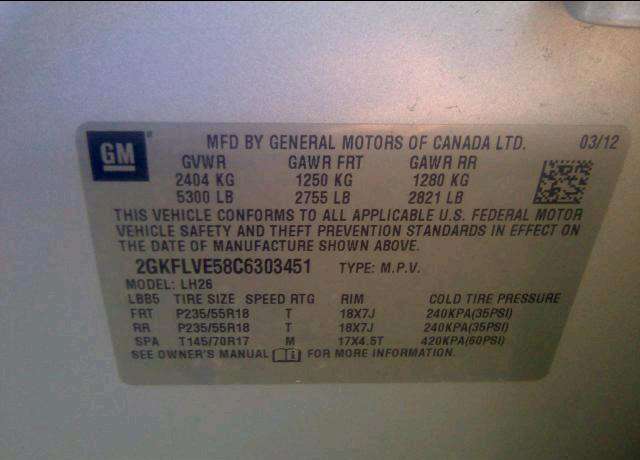 GM
MFD BY GENERAL MOTORS OF CANADA LTD. 03/12
GVWR GAWR FRT GAWR RR
2404 KG 1250 KG 1280 KG
5300 LB 2755 LB 2821 LB
THIS VEHICLE CONFORMS TO ALL APPLICABLE U.S. FEDERAL MOTOR
VEHICLE SAFETY AND THEFT PREVENTION STANDARDS IN EFFECT ON
THE DATE OF MANUFACTURE SHOWN ABOVE.
2GKFLVE58C6303451 TYPE: M.P.V.
MODEL: LH26
LBB5 TIRE SIZE SPEED RTG RIM COLD TIRE PRESSURE
FRT P235/55R18 T 18X7J 240KPA(35PSI)
RR P235/55R18 T 18X7J 240KPA(35PSI)
SPA T145/70R17 M 17X4.5T 420KPA(60PSI)
SEE OWNER'S MANUAL FOR MORE INFORMATION.